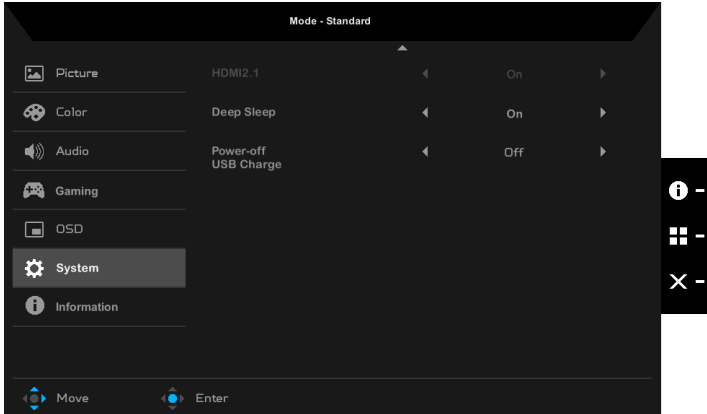 Mode - Standard
Picture
HDMI2.1
On
Color
Deep Sleep
On
Audio
Power-off
USB Charge
Off
Gaming
OSD
System
Information
Move
Enter